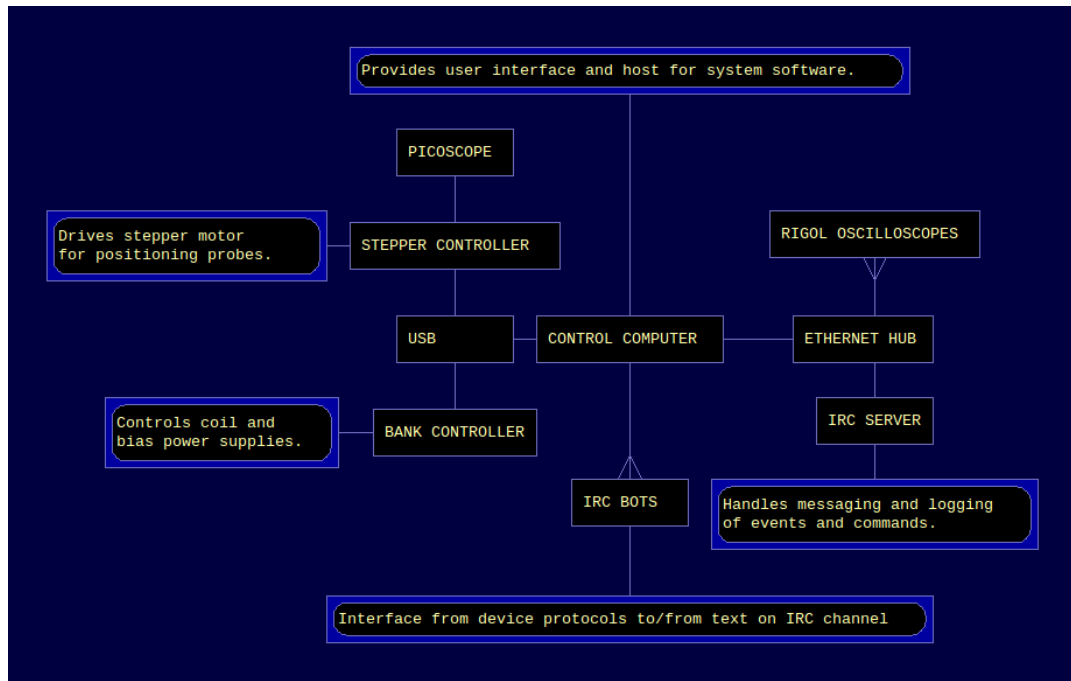 Provides user interface and host for system software.
PICOSCOPE
Drives stepper motor
for positioning probes.
STEPPER CONTROLLER
RIGOL OSCILLOSCOPES
USB
CONTROL COMPUTER
ETHERNET HUB
Controls coil and
bias power supplies.
BANK CONTROLLER
IRC SERVER
IRC BOTS
Handles messaging and logging
of events and commands.
Interface from device protocols to/from text on IRC channel